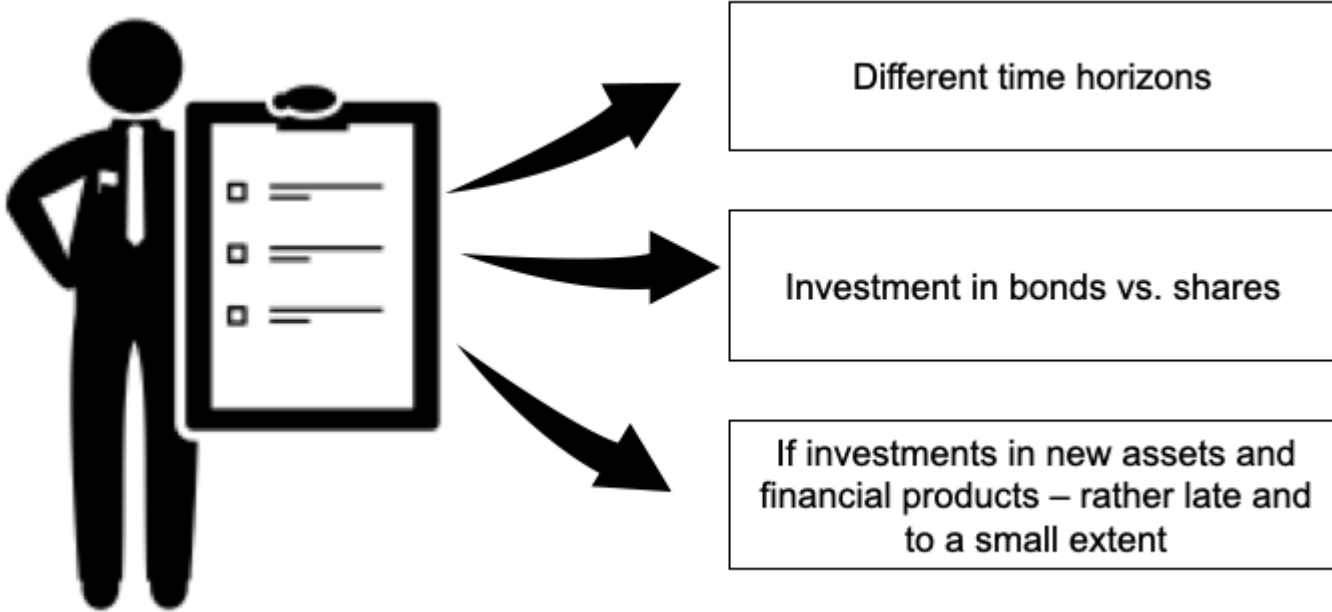 Different time horizons
Investment in bonds vs. shares
If investments in new assets and
financial products – rather late and
to a small extent